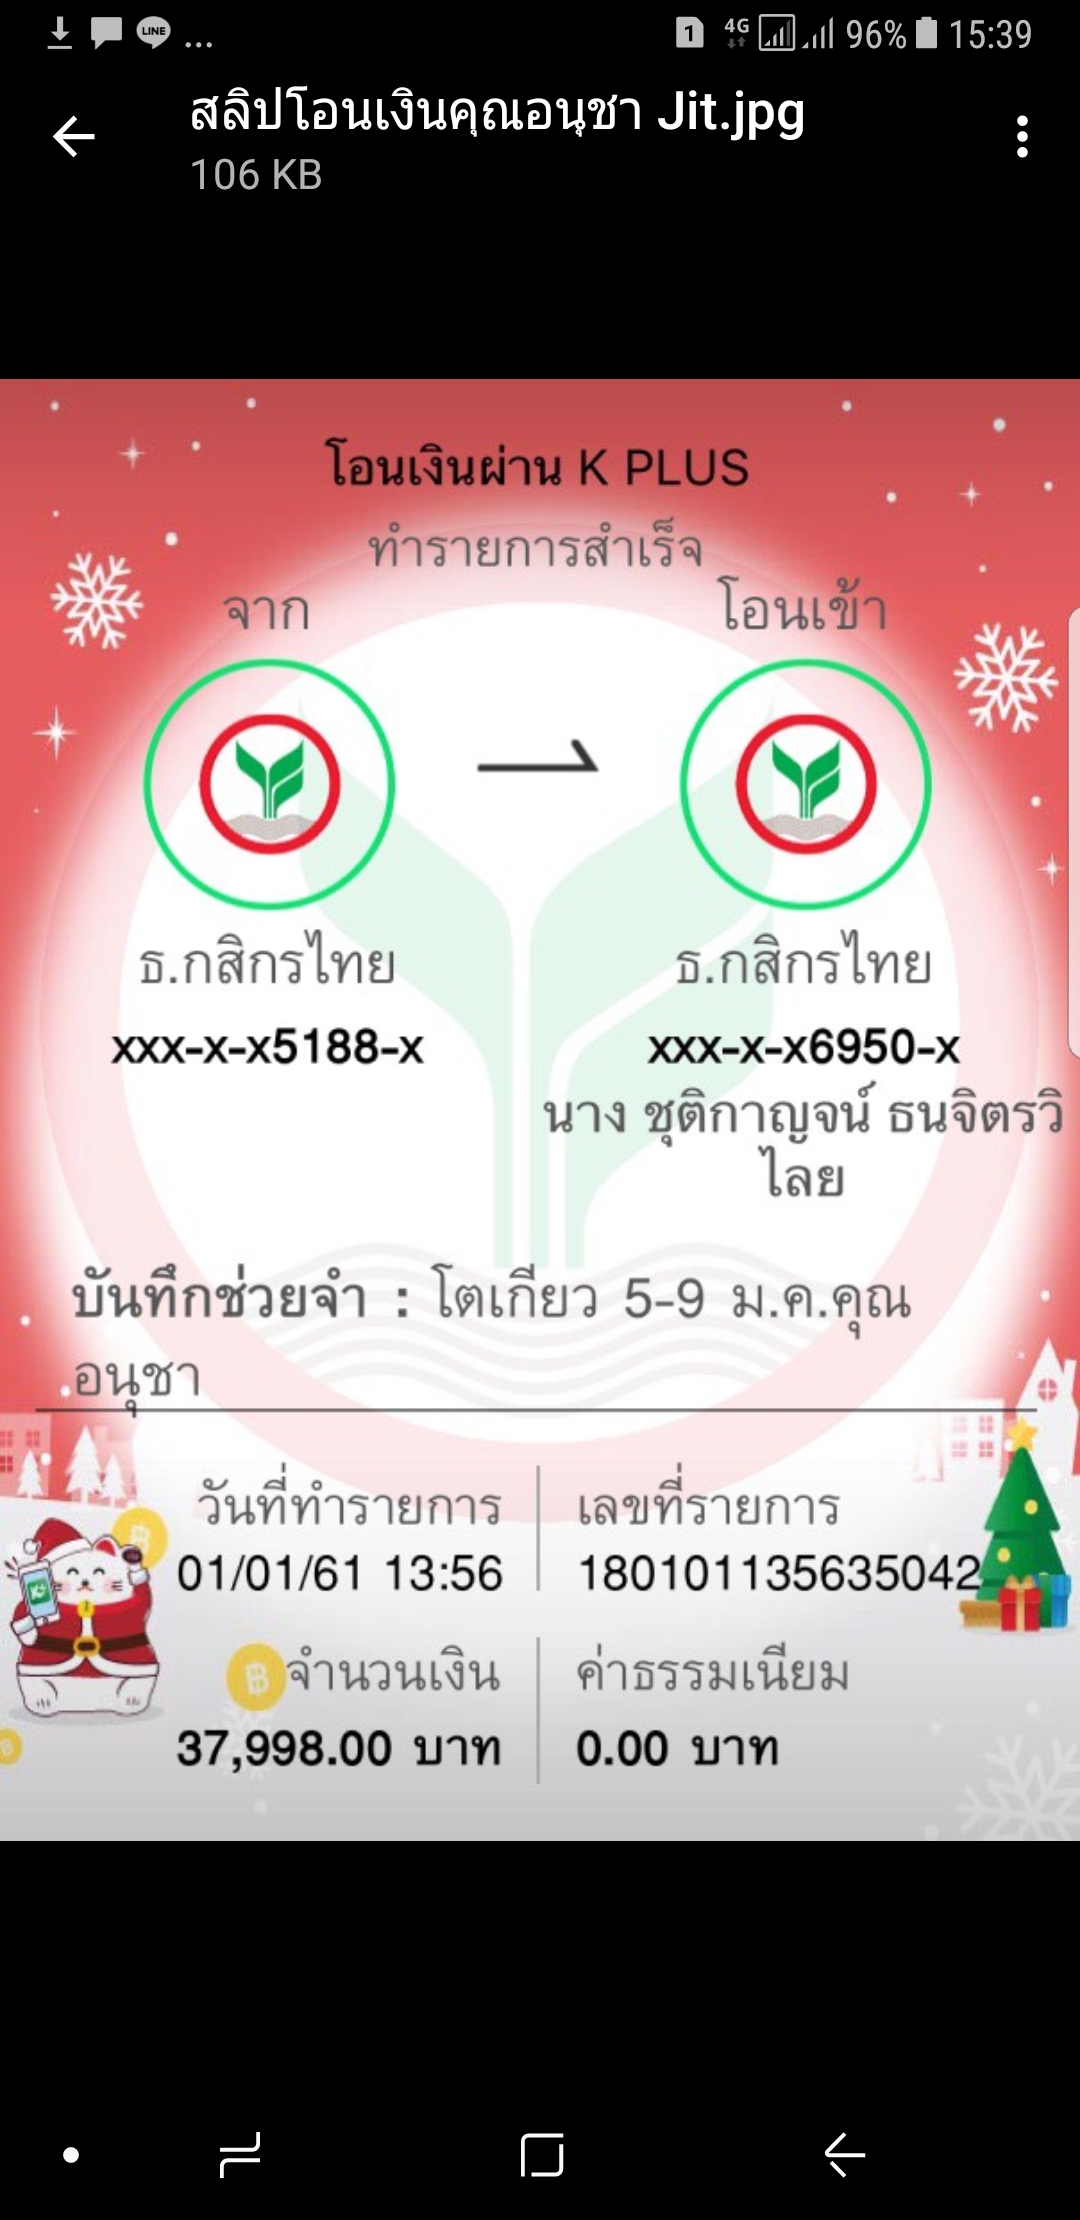 LINE ... 1 4G 96% 15:39
สลิปโอนเงินคุณอนุชา Jit.jpg
106 KB
โอนเงินผ่าน K PLUS
ทำรายการสำเร็จ
จาก โอนเข้า
ธ.กสิกรไทย ธ.กสิกรไทย
xxx-x-x5188-x xxx-x-x6950-x
นาง ชุติกาญจน์ ธนจิตรวิ
ไลย
บันทึกช่วยจำ : โตเกียว 5-9 ม.ค.คุณ
อนุชา
วันที่ทำรายการ เลขที่รายการ
01/01/61 13:56 180101135635042
จำนวนเงิน ค่าธรรมเนียม
37,998.00 บาท 0.00 บาท